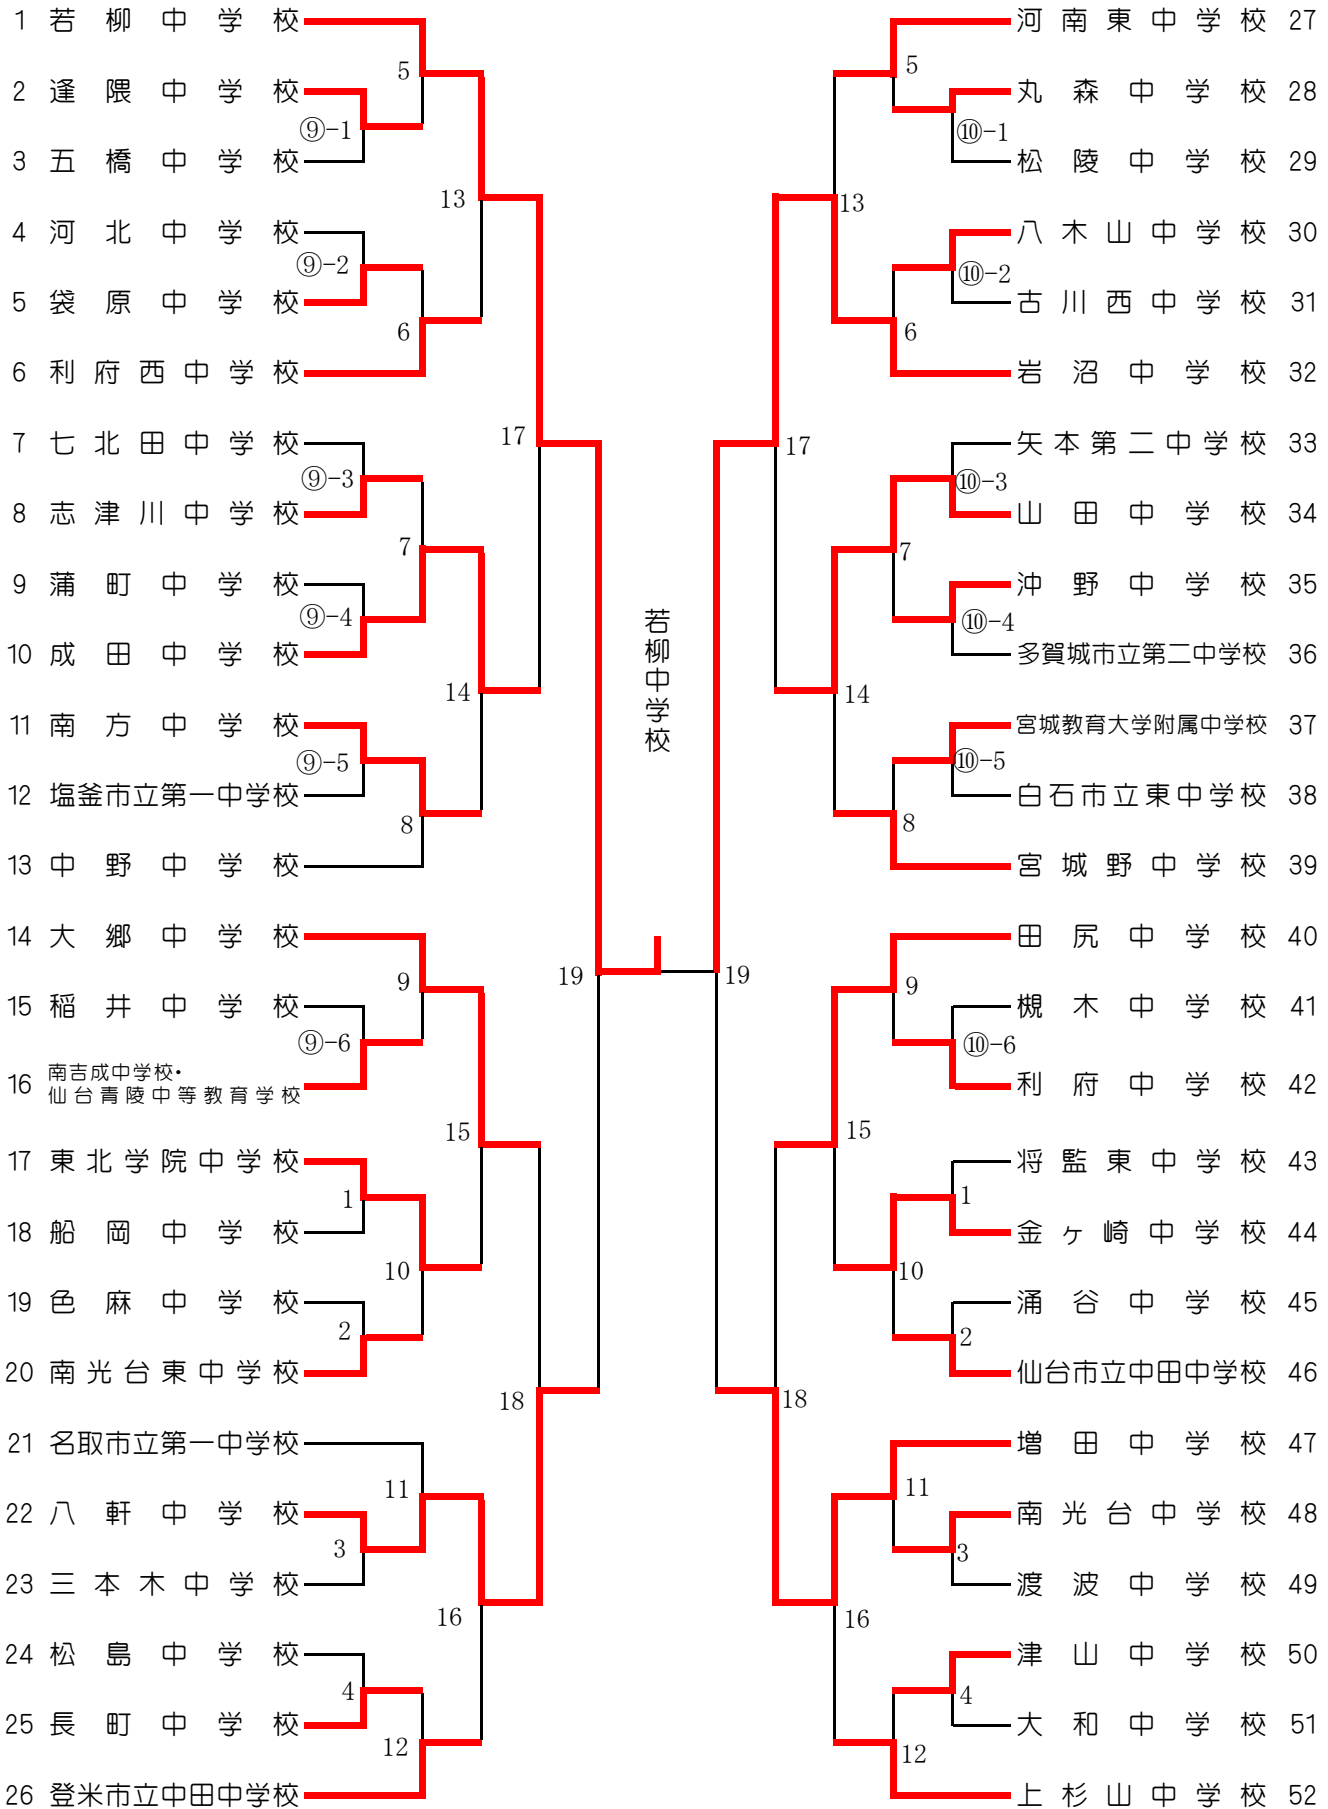 1 若柳中学校
2 逢隈中学校
3 五橋中学校
4 河北中学校
5 袋原中学校
6 利府西中学校
7 七北田中学校
8 志津川中学校
9 蒲町中学校
10 成田中学校
11 南方中学校
12 塩釜市立第一中学校
13 中野中学校
14 大郷中学校
15 稲井中学校
16 南吉成中学校・
仙台青陵中等教育学校
17 東北学院中学校
18 船岡中学校
19 色麻中学校
20 南光台東中学校
21 名取市立第一中学校
22 八軒中学校
23 三本木中学校
24 松島中学校
25 長町中学校
26 登米市立中田中学校
⑨-1
⑨-2
⑨-3
⑨-4
⑨-5
⑨-6
1
2
3
4
5
6
7
8
9
10
11
12
13
14
15
16
17
18
19
若柳中学校
19
17
18
13
14
15
16
5
6
7
8
9
10
11
12
⑩-1
⑩-2
⑩-3
⑩-4
⑩-5
⑩-6
1
2
3
4
河南東中学校 27
丸森中学校 28
松陵中学校 29
八木山中学校 30
古川西中学校 31
岩沼中学校 32
矢本第二中学校 33
山田中学校 34
沖野中学校 35
多賀城市立第二中学校 36
宮城教育大学附属中学校 37
白石市立東中学校 38
宮城野中学校 39
田尻中学校 40
槻木中学校 41
利府中学校 42
将監東中学校 43
金ヶ崎中学校 44
涌谷中学校 45
仙台市立中田中学校 46
増田中学校 47
南光台中学校 48
渡波中学校 49
津山中学校 50
大和中学校 51
上杉山中学校 52